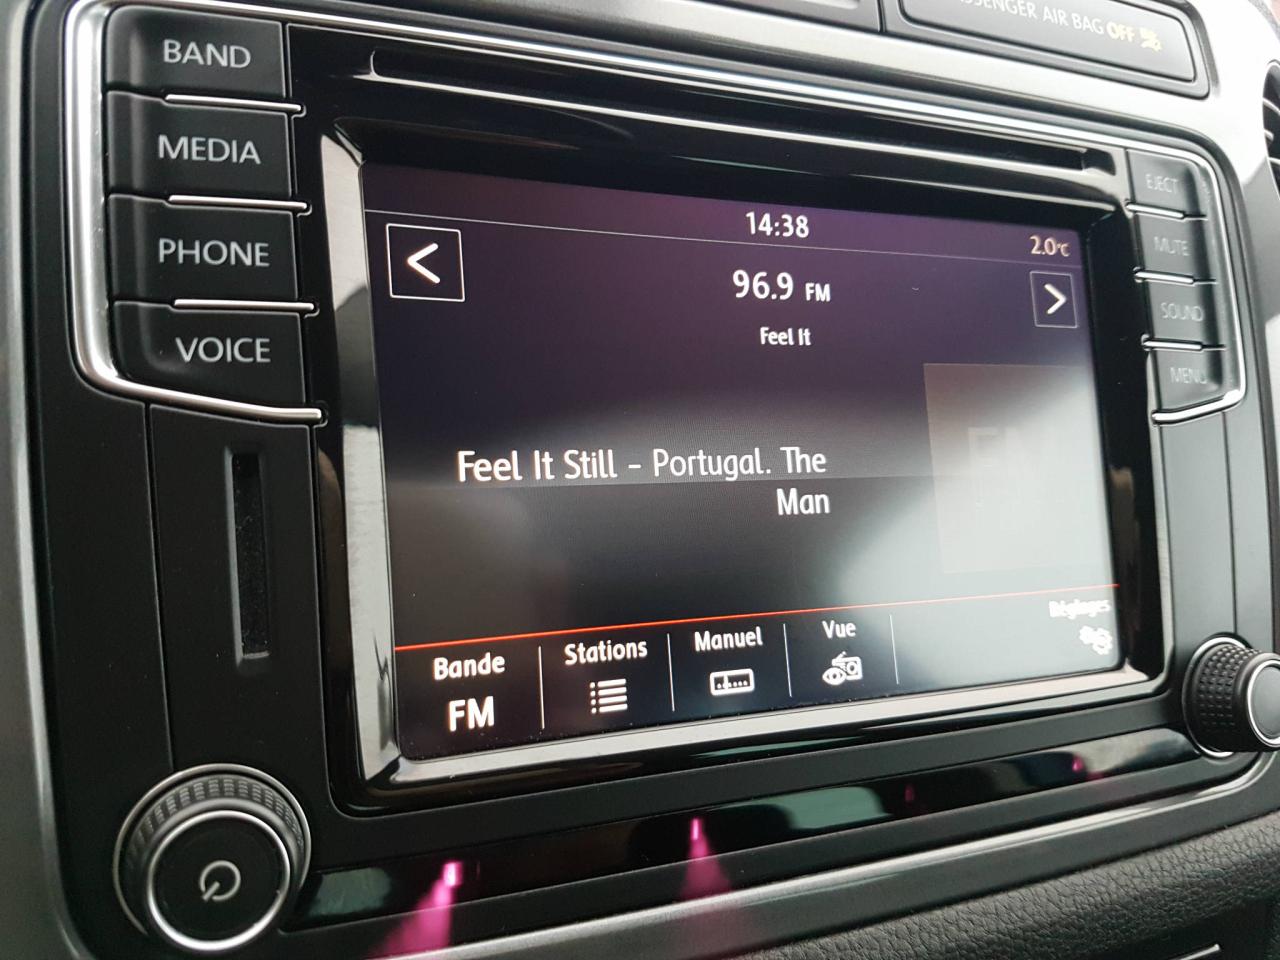 PASSENGER AIR BAG OFF
BAND
MEDIA
PHONE
VOICE
EJECT
MUTE
SOUND
MENU
14:38
2.0°C
<
96.9 FM
>
Feel It
Feel It Still - Portugal. The
Man
FM
Bande
FM
Stations
Manuel
Vue
Réglages